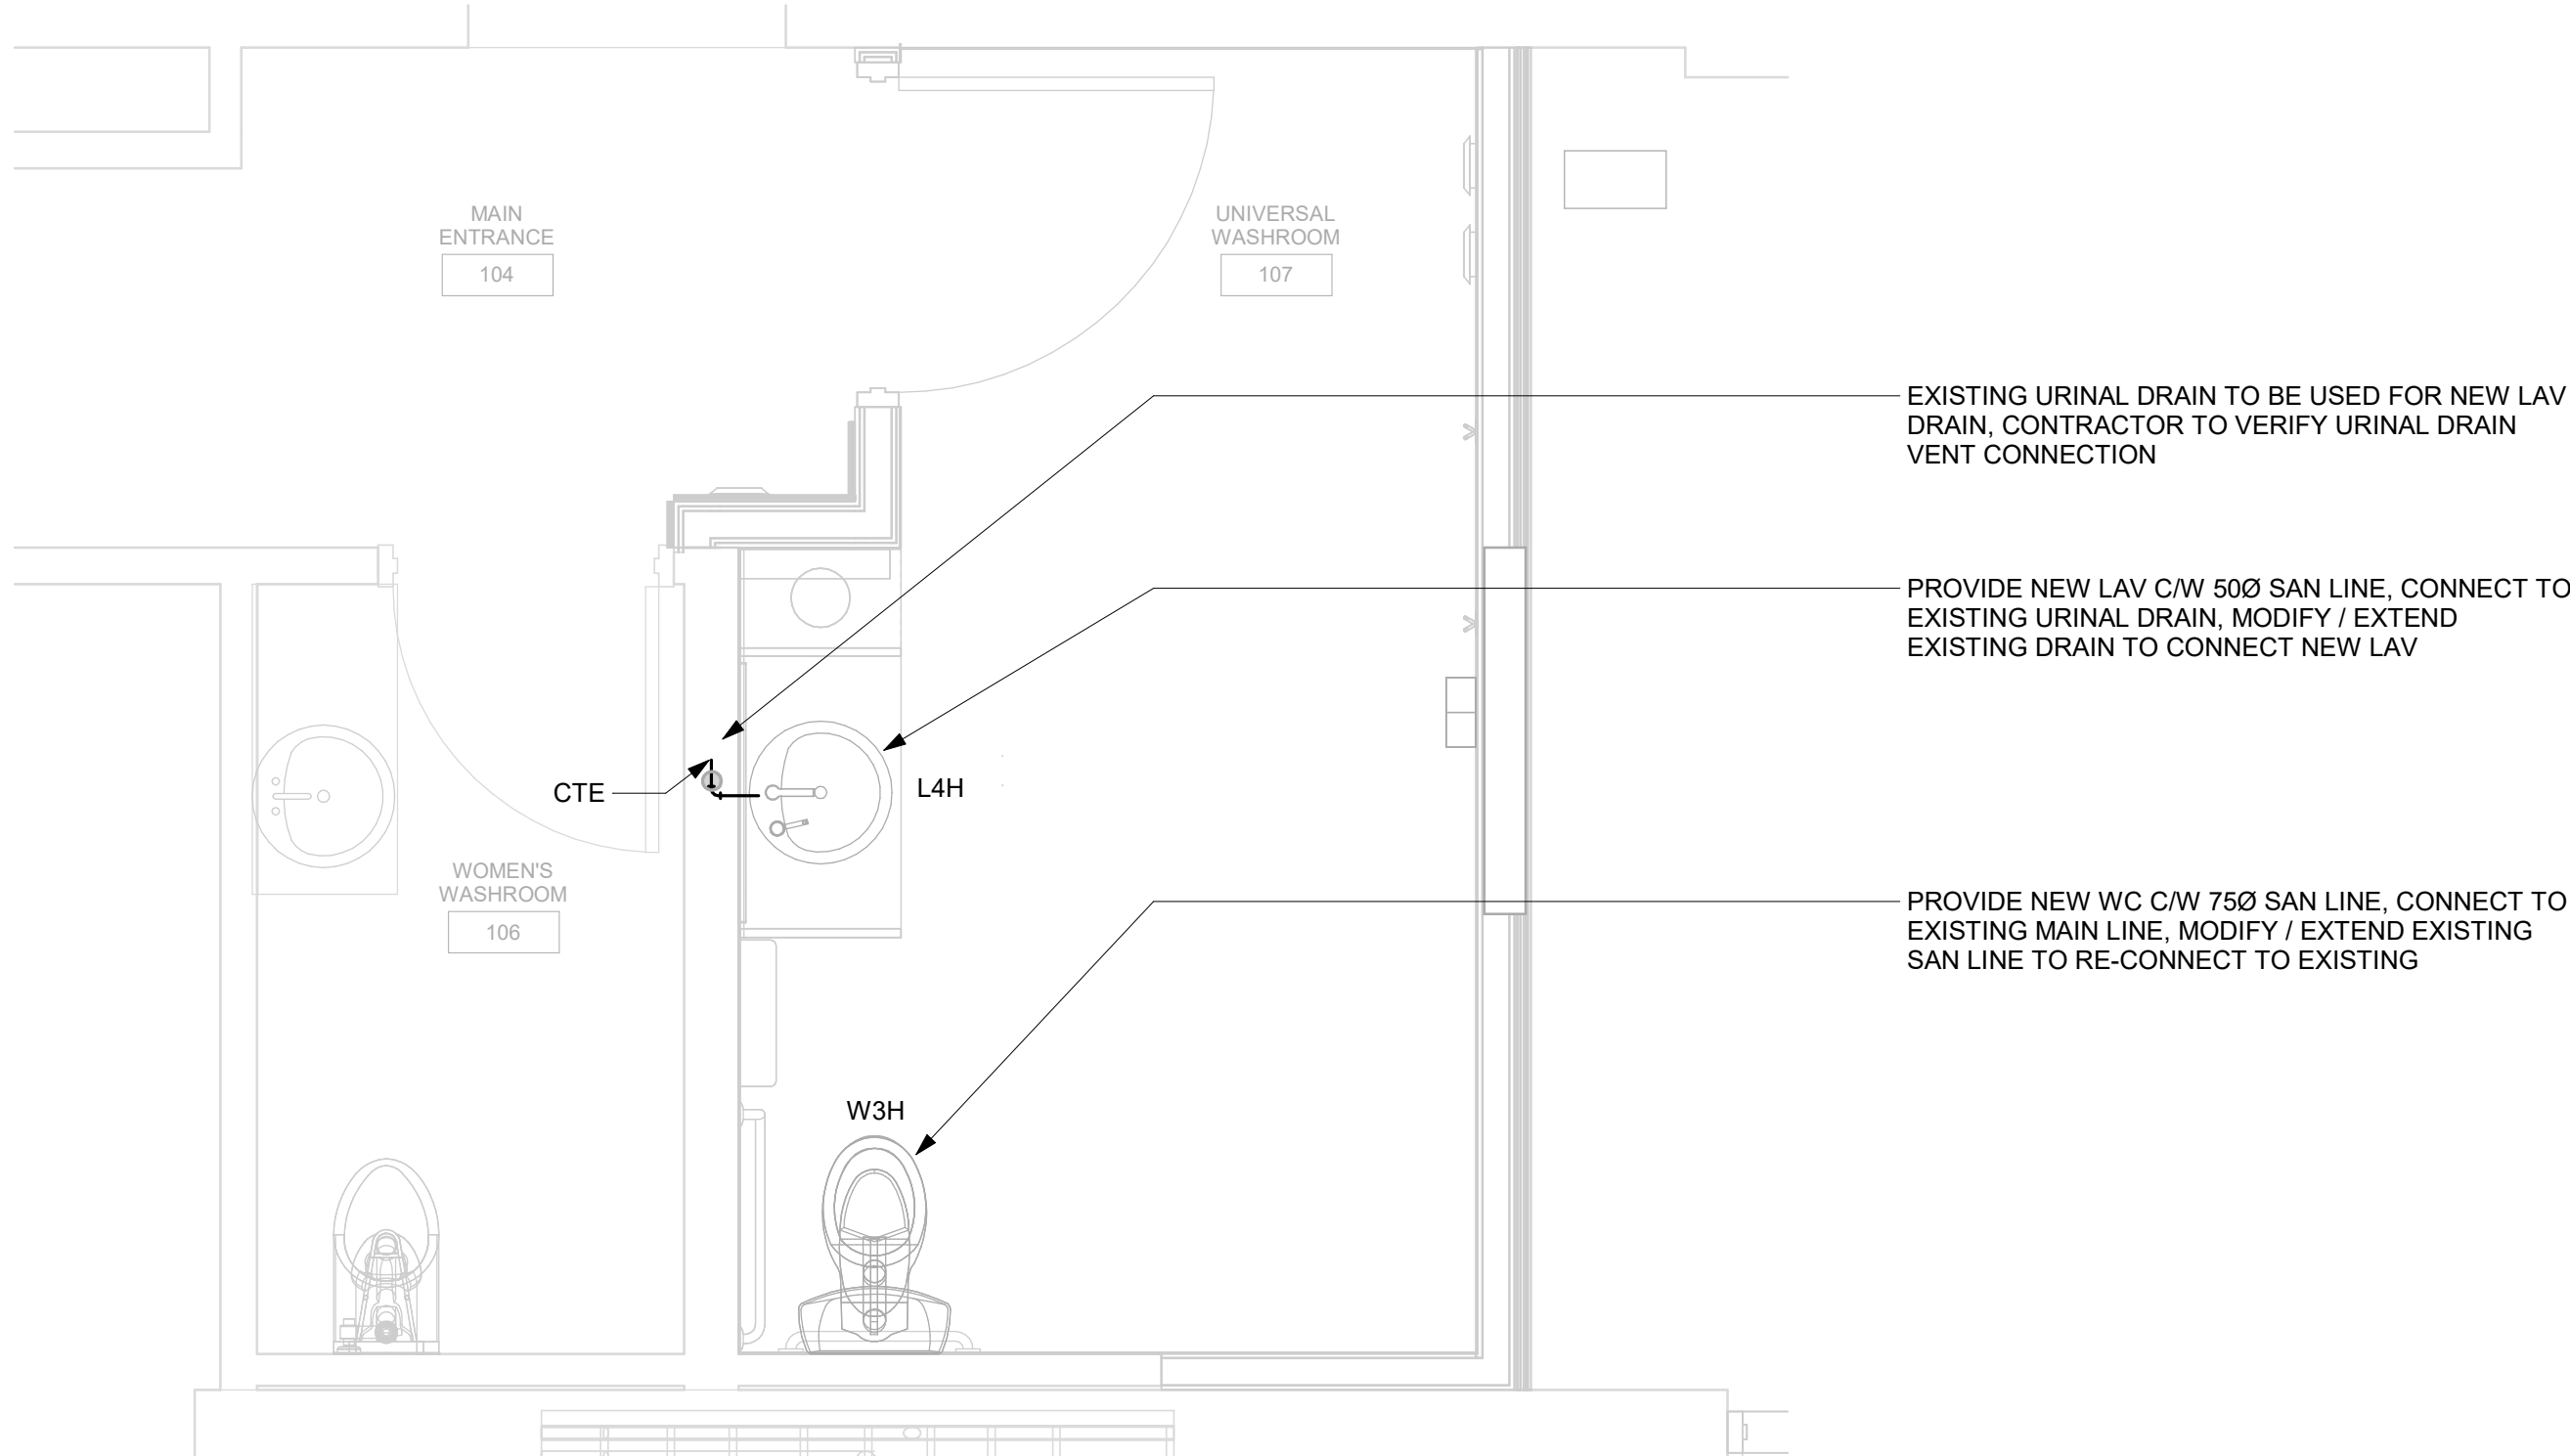 MAIN
ENTRANCE
104
UNIVERSAL
WASHROOM
107
EXISTING URINAL DRAIN TO BE USED FOR NEW LAV
DRAIN, CONTRACTOR TO VERIFY URINAL DRAIN
VENT CONNECTION
PROVIDE NEW LAV C/W 50Ø SAN LINE, CONNECT TO
EXISTING URINAL DRAIN, MODIFY / EXTEND
EXISTING DRAIN TO CONNECT NEW LAV
CTE
L4H
WOMEN'S
WASHROOM
106
PROVIDE NEW WC C/W 75Ø SAN LINE, CONNECT TO
EXISTING MAIN LINE, MODIFY / EXTEND EXISTING
SAN LINE TO RE-CONNECT TO EXISTING
W3H